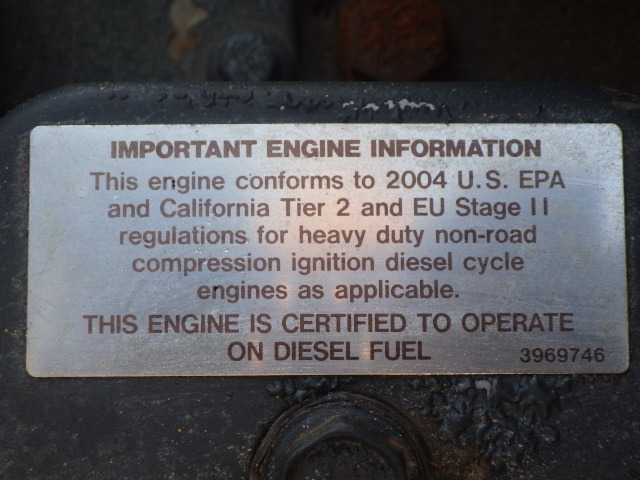 IMPORTANT ENGINE INFORMATION
This engine conforms to 2004 U.S. EPA
and California Tier 2 and EU Stage II
regulations for heavy duty non-road
compression ignition diesel cycle
engines as applicable.
THIS ENGINE IS CERTIFIED TO OPERATE
ON DIESEL FUEL 3969746